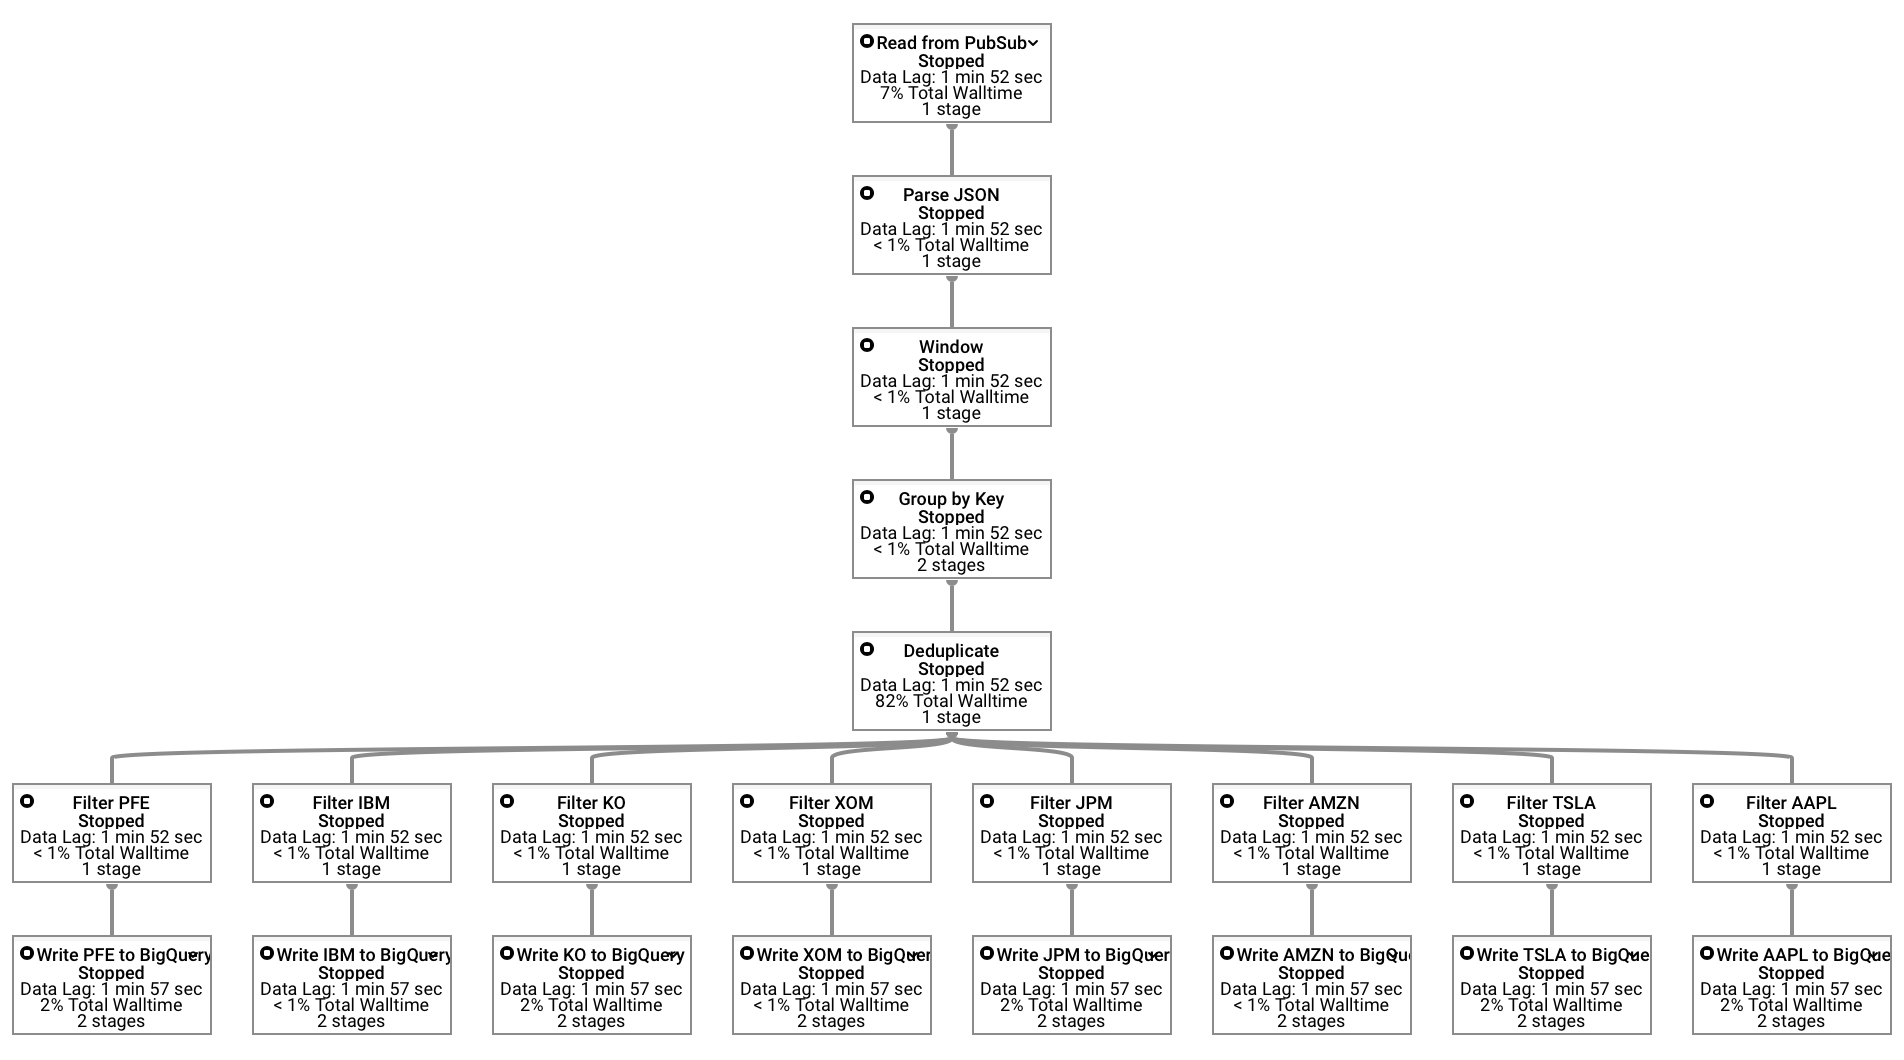 Read from PubSub
Stopped
Data Lag: 1 min 52 sec
7% Total Walltime
1 stage
Parse JSON
Stopped
Data Lag: 1 min 52 sec
< 1% Total Walltime
1 stage
Window
Stopped
Data Lag: 1 min 52 sec
< 1% Total Walltime
1 stage
Group by Key
Stopped
Data Lag: 1 min 52 sec
< 1% Total Walltime
2 stages
Deduplicate
Stopped
Data Lag: 1 min 52 sec
82% Total Walltime
1 stage
Filter PFE
Stopped
Data Lag: 1 min 52 sec
< 1% Total Walltime
1 stage
Filter IBM
Stopped
Data Lag: 1 min 52 sec
< 1% Total Walltime
1 stage
Filter KO
Stopped
Data Lag: 1 min 52 sec
< 1% Total Walltime
1 stage
Filter XOM
Stopped
Data Lag: 1 min 52 sec
< 1% Total Walltime
1 stage
Filter JPM
Stopped
Data Lag: 1 min 52 sec
< 1% Total Walltime
1 stage
Filter AMZN
Stopped
Data Lag: 1 min 52 sec
< 1% Total Walltime
1 stage
Filter TSLA
Stopped
Data Lag: 1 min 52 sec
< 1% Total Walltime
1 stage
Filter AAPL
Stopped
Data Lag: 1 min 52 sec
< 1% Total Walltime
1 stage
Write PFE to BigQuery
Stopped
Data Lag: 1 min 57 sec
2% Total Walltime
2 stages
Write IBM to BigQuery
Stopped
Data Lag: 1 min 57 sec
< 1% Total Walltime
2 stages
Write KO to BigQuery
Stopped
Data Lag: 1 min 57 sec
2% Total Walltime
2 stages
Write XOM to BigQuer
Stopped
Data Lag: 1 min 57 sec
< 1% Total Walltime
2 stages
Write JPM to BigQuer
Stopped
Data Lag: 1 min 57 sec
2% Total Walltime
2 stages
Write AMZN to BigQue
Stopped
Data Lag: 1 min 57 sec
< 1% Total Walltime
2 stages
Write TSLA to BigQue
Stopped
Data Lag: 1 min 57 sec
2% Total Walltime
2 stages
Write AAPL to BigQue
Stopped
Data Lag: 1 min 57 sec
2% Total Walltime
2 stages